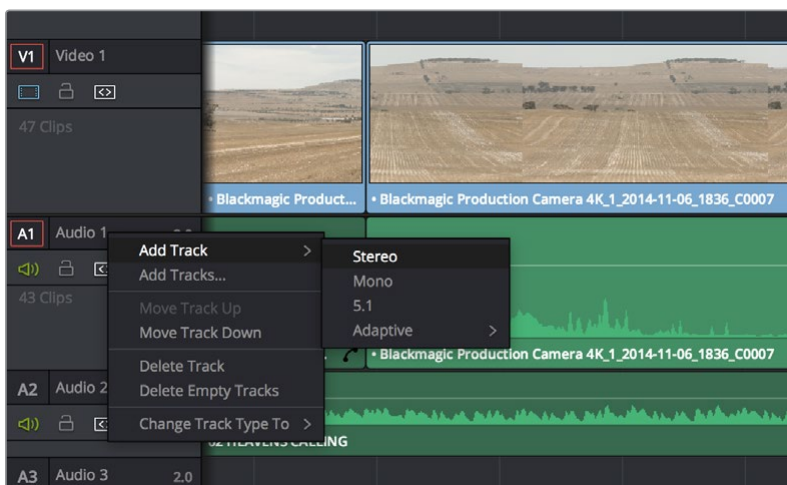 V1 Video 1
47 Clips
• Blackmagic Product...
• Blackmagic Production Camera 4K_1_2014-11-06_1836_C0007
A1 Audio 1
43 Clips
Add Track >
Add Tracks...
Move Track Up
Move Track Down
Delete Track
Delete Empty Tracks
Change Track Type To >
Stereo
Mono
5.1
Adaptive >
• Blackmagic Production Camera 4K_1_2014-11-06_1836_C0007
A2 Audio 2
HEAVENS CALLING
A3 Audio 3 2.0